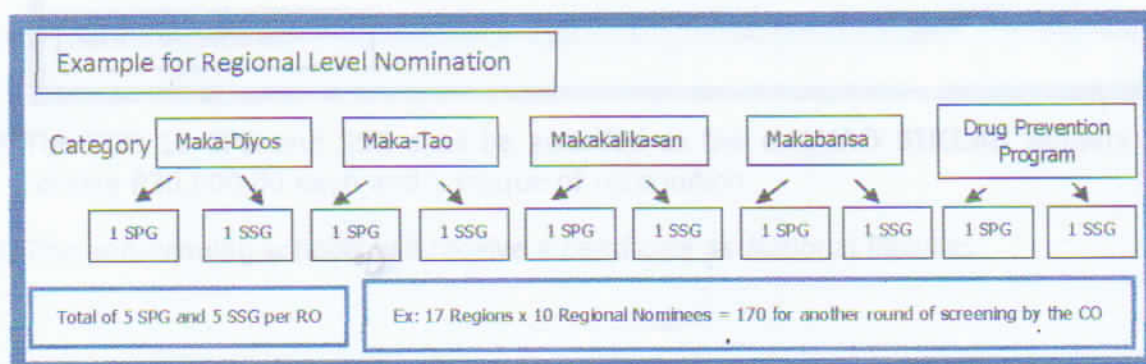 Example for Regional Level Nomination
Category Maka-Diyos Maka-Tao Makakalikasan Makabansa Drug Prevention
Program
1 SPG 1 SSG 1 SPG 1 SSG 1 SPG 1 SSG 1 SPG 1 SSG 1 SPG 1 SSG
Total of 5 SPG and 5 SSG per RO
Ex: 17 Regions x 10 Regional Nominees = 170 for another round of screening by the CO